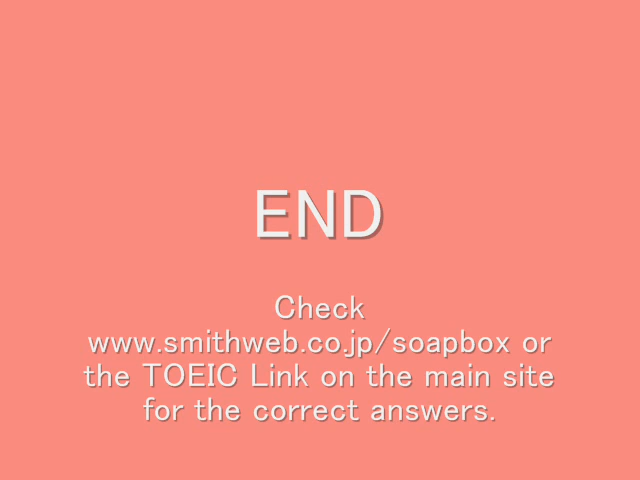 END
Check
www.smithweb.co.jp/soapbox or
the TOEIC Link on the main site
for the correct answers.